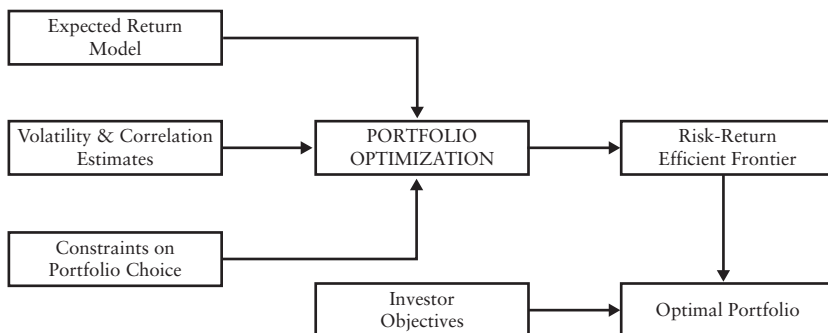 Expected Return
Model
Volatility & Correlation
Estimates
PORTFOLIO
OPTIMIZATION
Risk-Return
Efficient Frontier
Constraints on
Portfolio Choice
Investor
Objectives
Optimal Portfolio